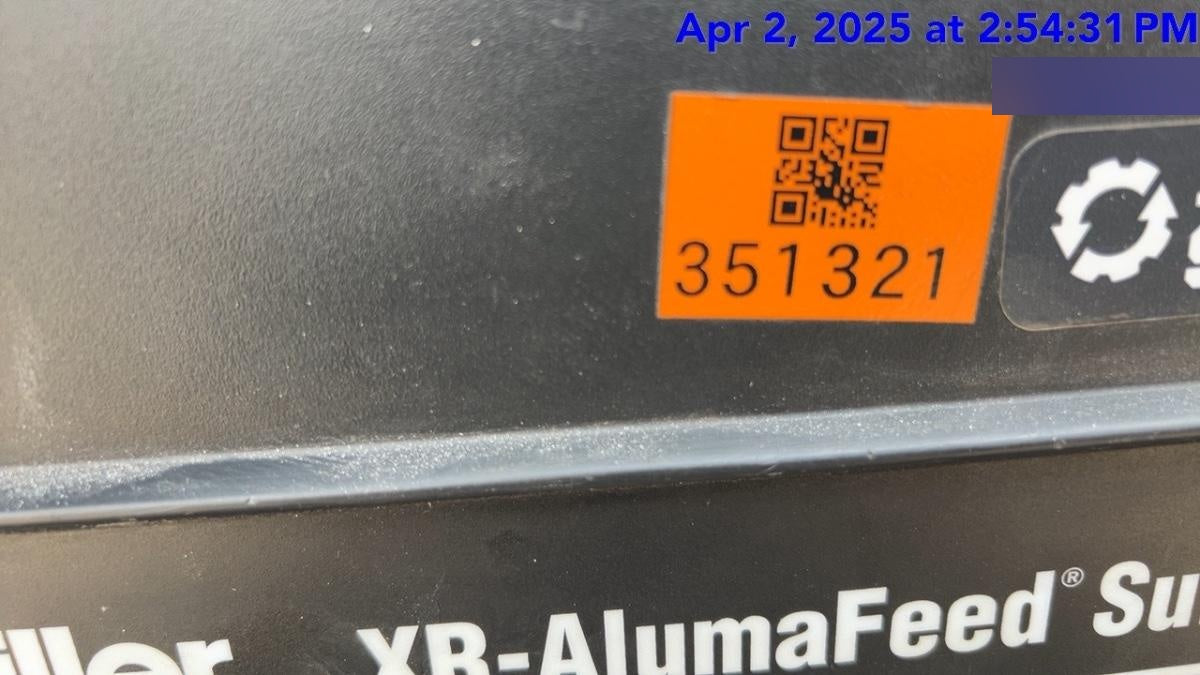 Apr 2, 2025 at 2:54:31 PM
351321
XR-AlumaFeed®